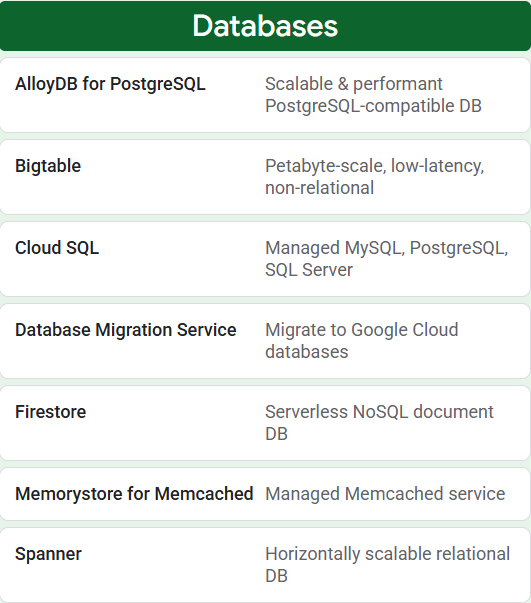 Databases
AlloyDB for PostgreSQL
Scalable & performant
PostgreSQL-compatible DB
Bigtable
Petabyte-scale, low-latency,
non-relational
Cloud SQL
Managed MySQL, PostgreSQL,
SQL Server
Database Migration Service
Migrate to Google Cloud
databases
Firestore
Serverless NoSQL document
DB
Memorystore for Memcached
Managed Memcached service
Spanner
Horizontally scalable relational
DB